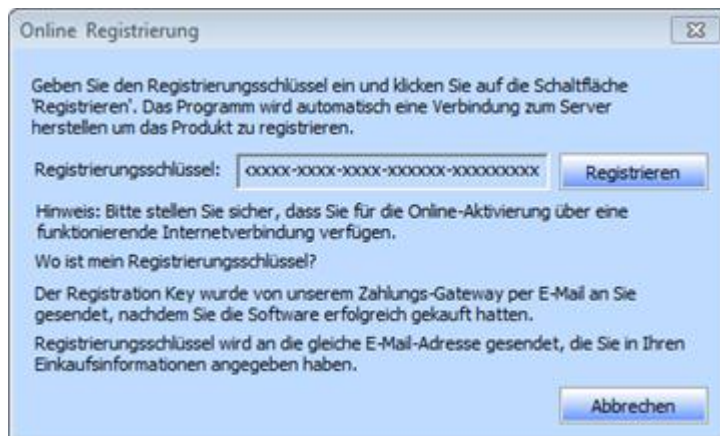 Online Registrierung
Geben Sie den Registrierungsschlüssel ein und klicken Sie auf die Schaltfläche
'Registrieren'. Das Programm wird automatisch eine Verbindung zum Server
herstellen um das Produkt zu registrieren.
Registrierungsschlüssel: xxxxx-xxxx-xxxx-xxxxxx-xxxxxxxxx Registrieren
Hinweis: Bitte stellen Sie sicher, dass Sie für die Online-Aktivierung über eine
funktionierende Internetverbindung verfügen.
Wo ist mein Registrierungsschlüssel?
Der Registration Key wurde von unserem Zahlungs-Gateway per E-Mail an Sie
gesendet, nachdem Sie die Software erfolgreich gekauft hatten.
Registrierungsschlüssel wird an die gleiche E-Mail-Adresse gesendet, die Sie in Ihren
Einkaufsinformationen angegeben haben.
Abbrechen